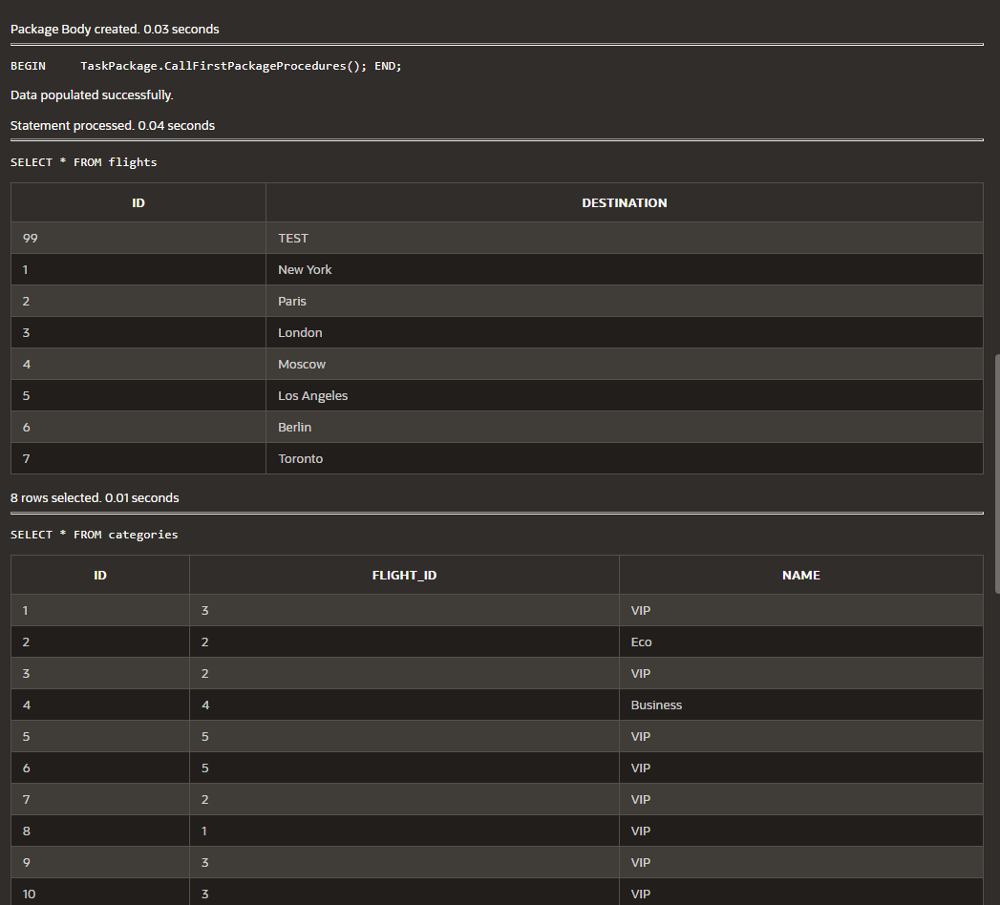 Package Body created. 0.03 seconds
BEGIN     TaskPackage.CallFirstPackageProcedures(); END;
Data populated successfully.
Statement processed. 0.04 seconds
SELECT * FROM flights
ID DESTINATION
99 TEST
1 New York
2 Paris
3 London
4 Moscow
5 Los Angeles
6 Berlin
7 Toronto
8 rows selected. 0.01 seconds
SELECT * FROM categories
ID FLIGHT_ID NAME
1 3 VIP
2 2 Eco
3 2 VIP
4 4 Business
5 5 VIP
6 5 VIP
7 2 VIP
8 1 VIP
9 3 VIP
10 3 VIP